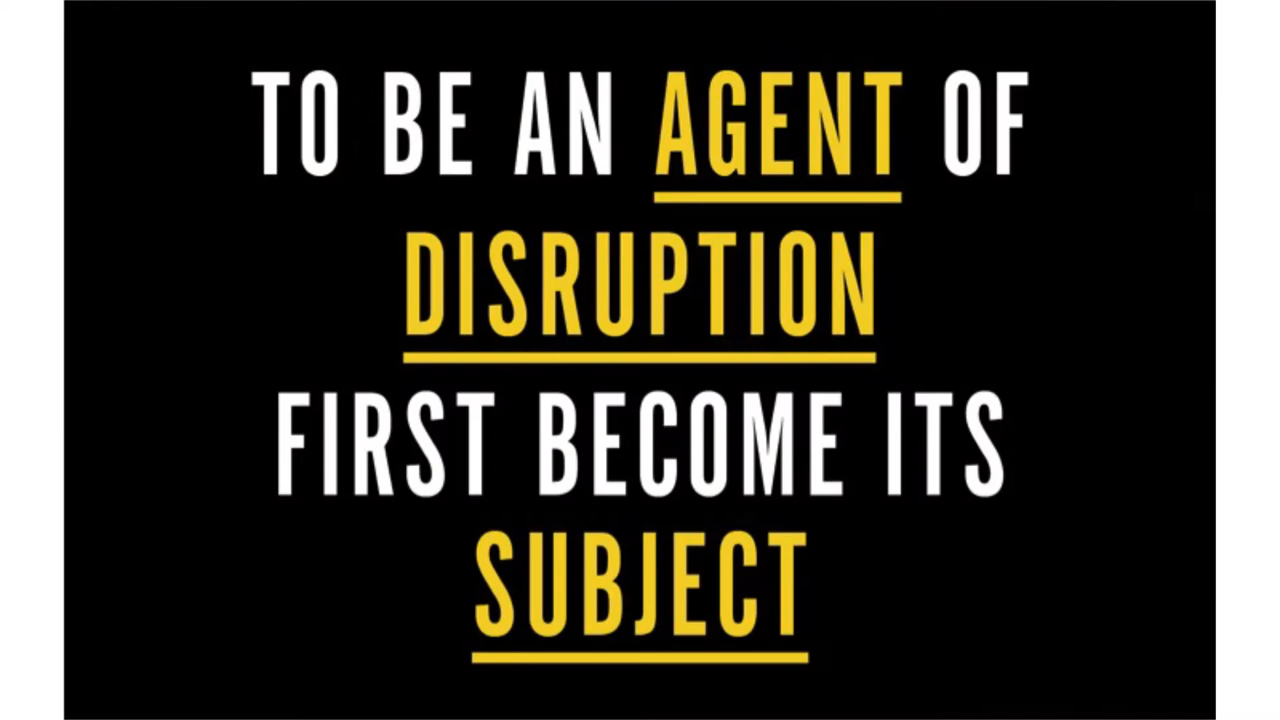 TO BE AN AGENT OF
DISRUPTION
FIRST BECOME ITS
SUBJECT